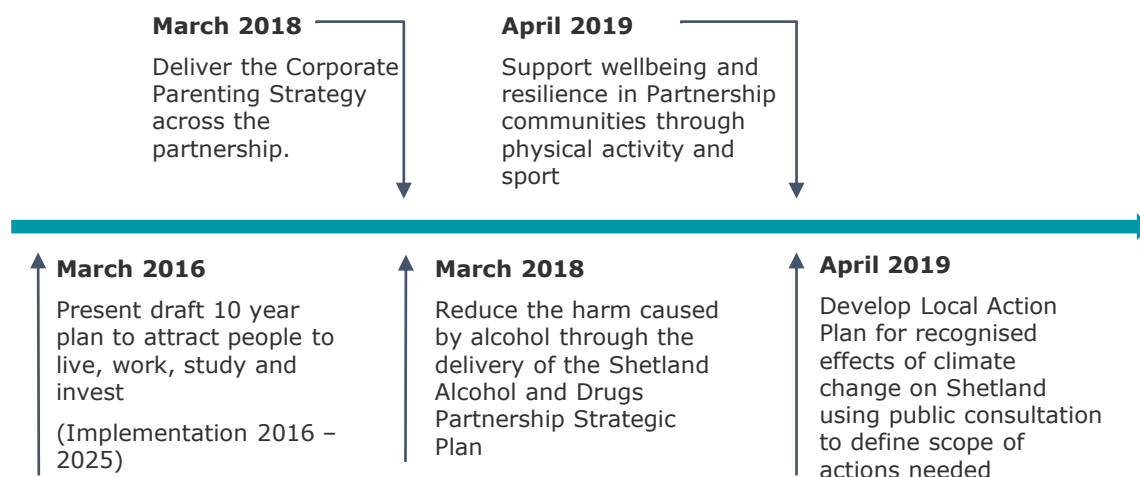 March 2018
Deliver the Corporate
Parenting Strategy
across the
partnership.
April 2019
Support wellbeing and
resilience in Partnership
communities through
physical activity and
sport
March 2016
Present draft 10 year
plan to attract people to
live, work, study and
invest
(Implementation 2016 –
2025)
March 2018
Reduce the harm caused
by alcohol through the
delivery of the Shetland
Alcohol and Drugs
Partnership Strategic
Plan
April 2019
Develop Local Action
Plan for recognised
effects of climate
change on Shetland
using public consultation
to define scope of
actions needed